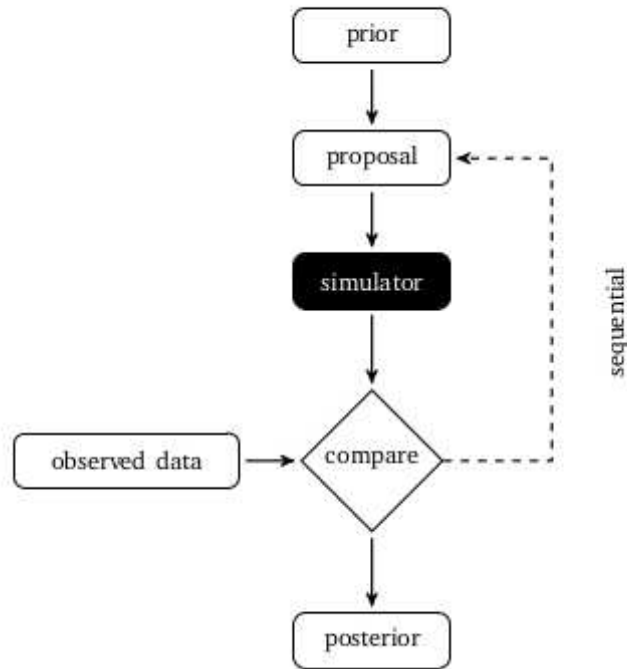 prior
proposal
simulator
sequential
observed data
compare
posterior